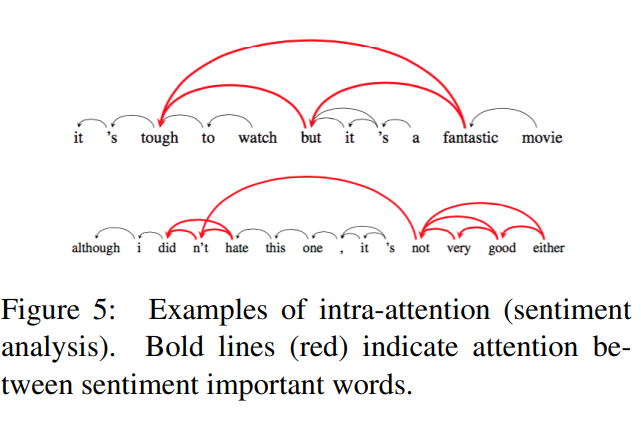 it 's tough to watch but it 's a fantastic movie
although i did n't hate this one , it 's not very good either
Figure 5: Examples of intra-attention (sentiment
analysis). Bold lines (red) indicate attention be-
tween sentiment important words.